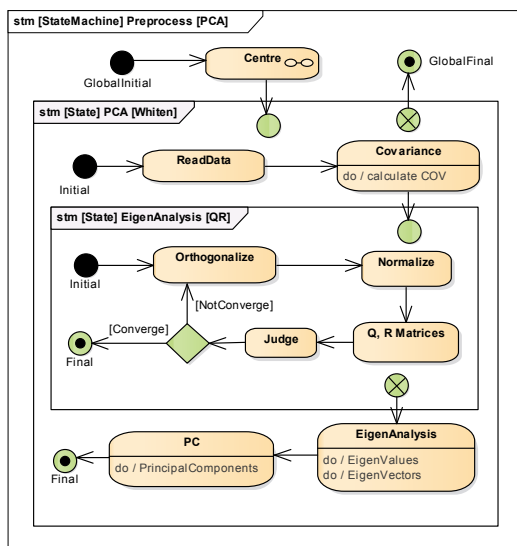 stm [StateMachine] Preprocess [PCA]
GlobalInitial
Centre
GlobalFinal
stm [State] PCA [Whiten]
Initial
ReadData
Covariance
do / calculate COV
stm [State] EigenAnalysis [QR]
Initial
Orthogonalize
Normalize
[NotConverge]
[Converge]
Final
Judge
Q, R Matrices
EigenAnalysis
do / EigenValues
do / EigenVectors
PC
do / PrincipalComponents
Final